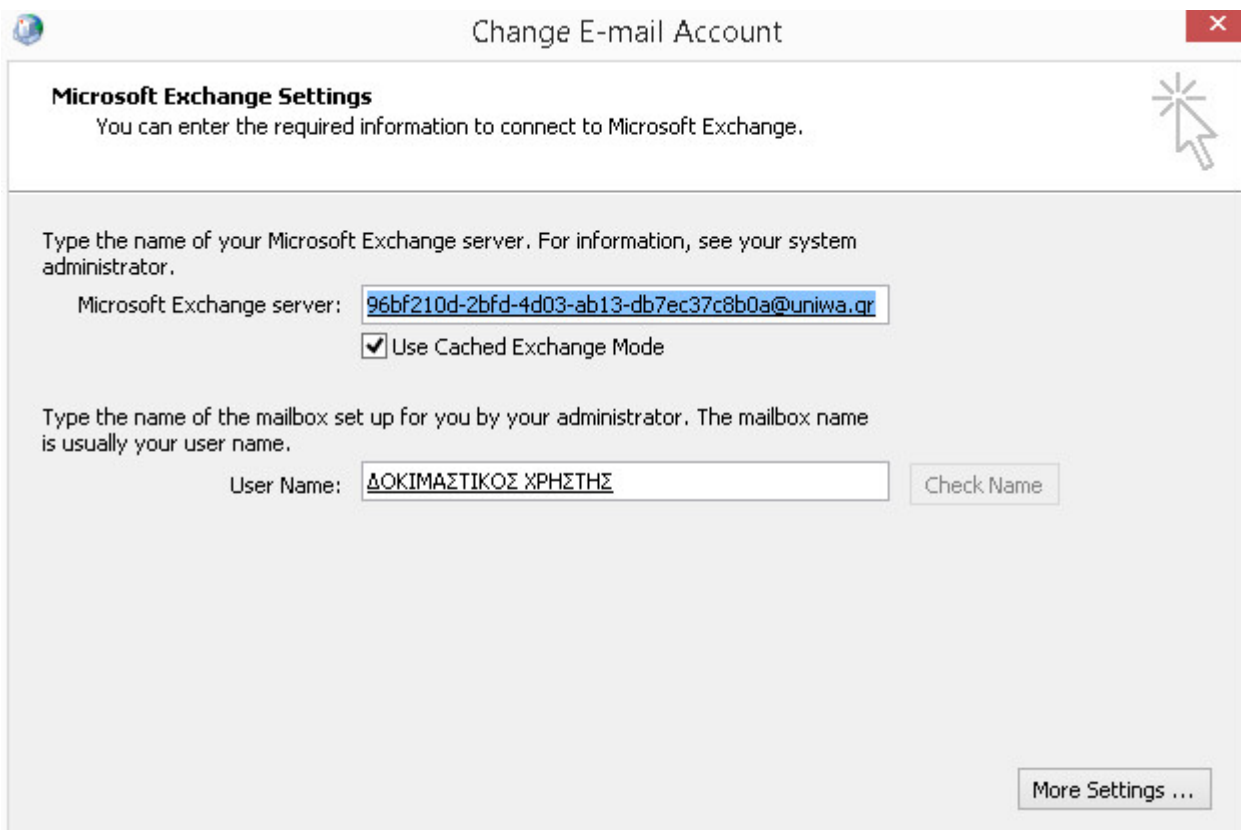 Change E-mail Account
Microsoft Exchange Settings
You can enter the required information to connect to Microsoft Exchange.
Type the name of your Microsoft Exchange server. For information, see your system
administrator.
Microsoft Exchange server: 96bf210d-2bfd-4d03-ab13-db7ec37c8b0a@uniwa.gr
Use Cached Exchange Mode
Type the name of the mailbox set up for you by your administrator. The mailbox name
is usually your user name.
User Name: ΔΟΚΙΜΑΣΤΙΚΟΣ ΧΡΗΣΤΗΣ Check Name
More Settings ...